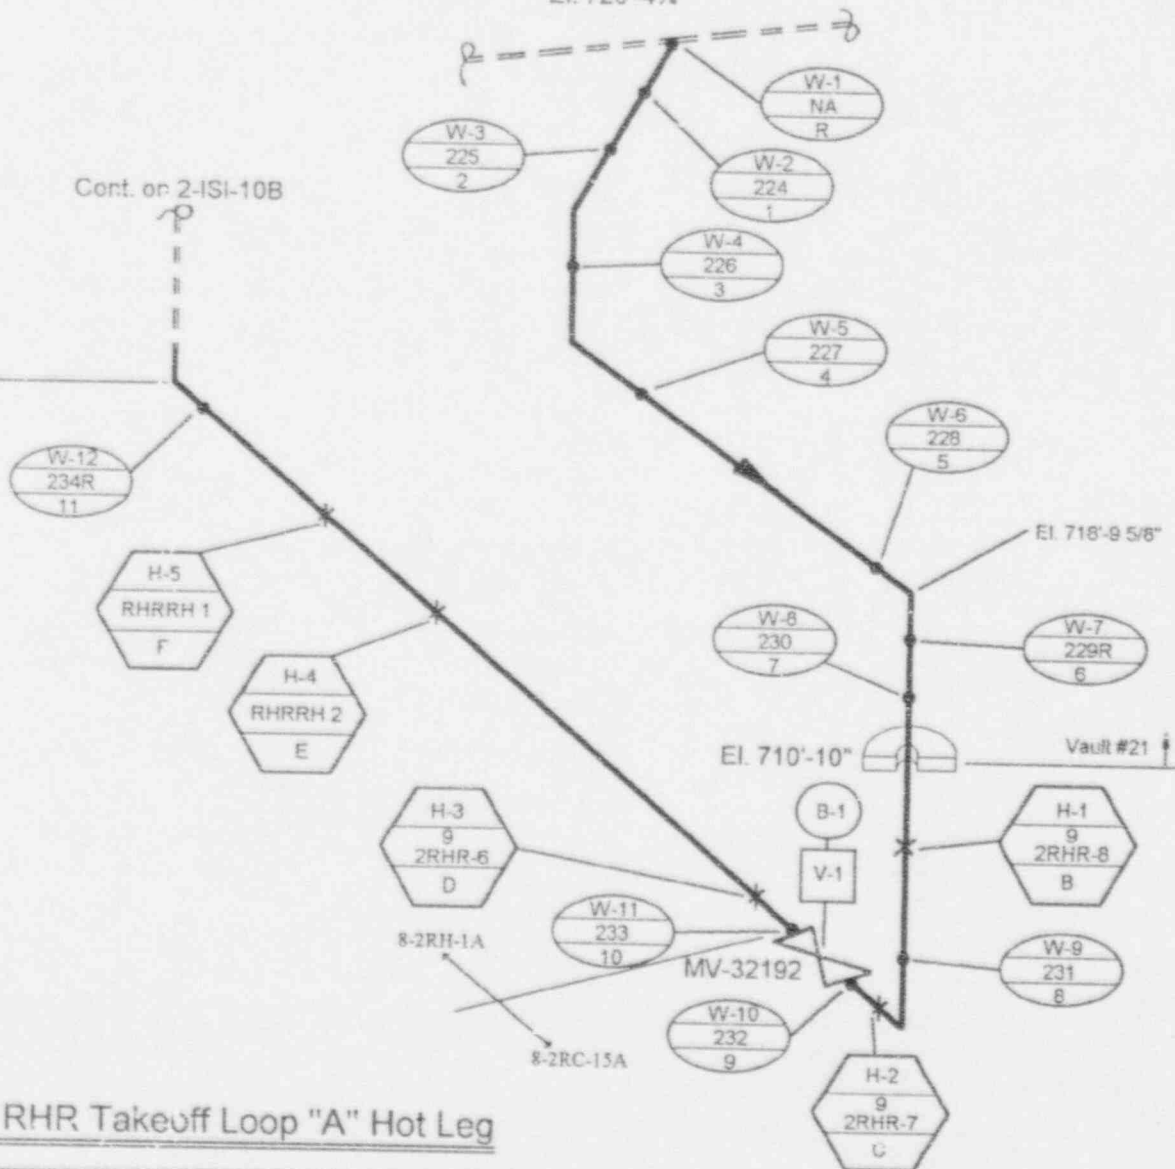 W-1
NA
R
W-3
225
2
W-2
224
1
Cont. on 2-ISI-10B
W-4
226
3
W-5
227
4
W-6
228
5
W-12
234R
11
El. 718'-9 5/8"
H-5
RHRRH 1
F
W-8
230
7
W-7
229R
6
H-4
RHRRH 2
E
El. 710'-10"
Vault #21
H-3
9
2RHR-6
D
B-1
V-1
H-1
9
2RHR-8
B
W-11
233
10
8-2RH-1A
MV-32192
W-9
231
8
W-10
232
9
8-2RC-15A
H-2
9
2RHR-7
C
RHR Takeoff Loop "A" Hot Leg